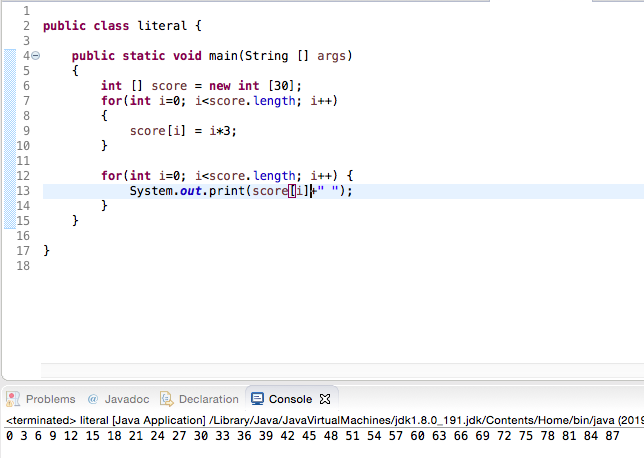 1
2 public class literal {
3
4 public static void main(String [] args)
5 {
6 int [] score = new int [30];
7 for(int i=0; i<score.length; i++)
8 {
9 score[i] = i*3;
10 }
11
12 for(int i=0; i<score.length; i++) {
13 System.out.print(score[i]+" ");
14 }
15 }
16
17 }
18
Problems @ Javadoc Declaration Console
<terminated> literal [Java Application] /Library/Java/JavaVirtualMachines/jdk1.8.0_191.jdk/Contents/Home/bin/java (2019
0 3 6 9 12 15 18 21 24 27 30 33 36 39 42 45 48 51 54 57 60 63 66 69 72 75 78 81 84 87